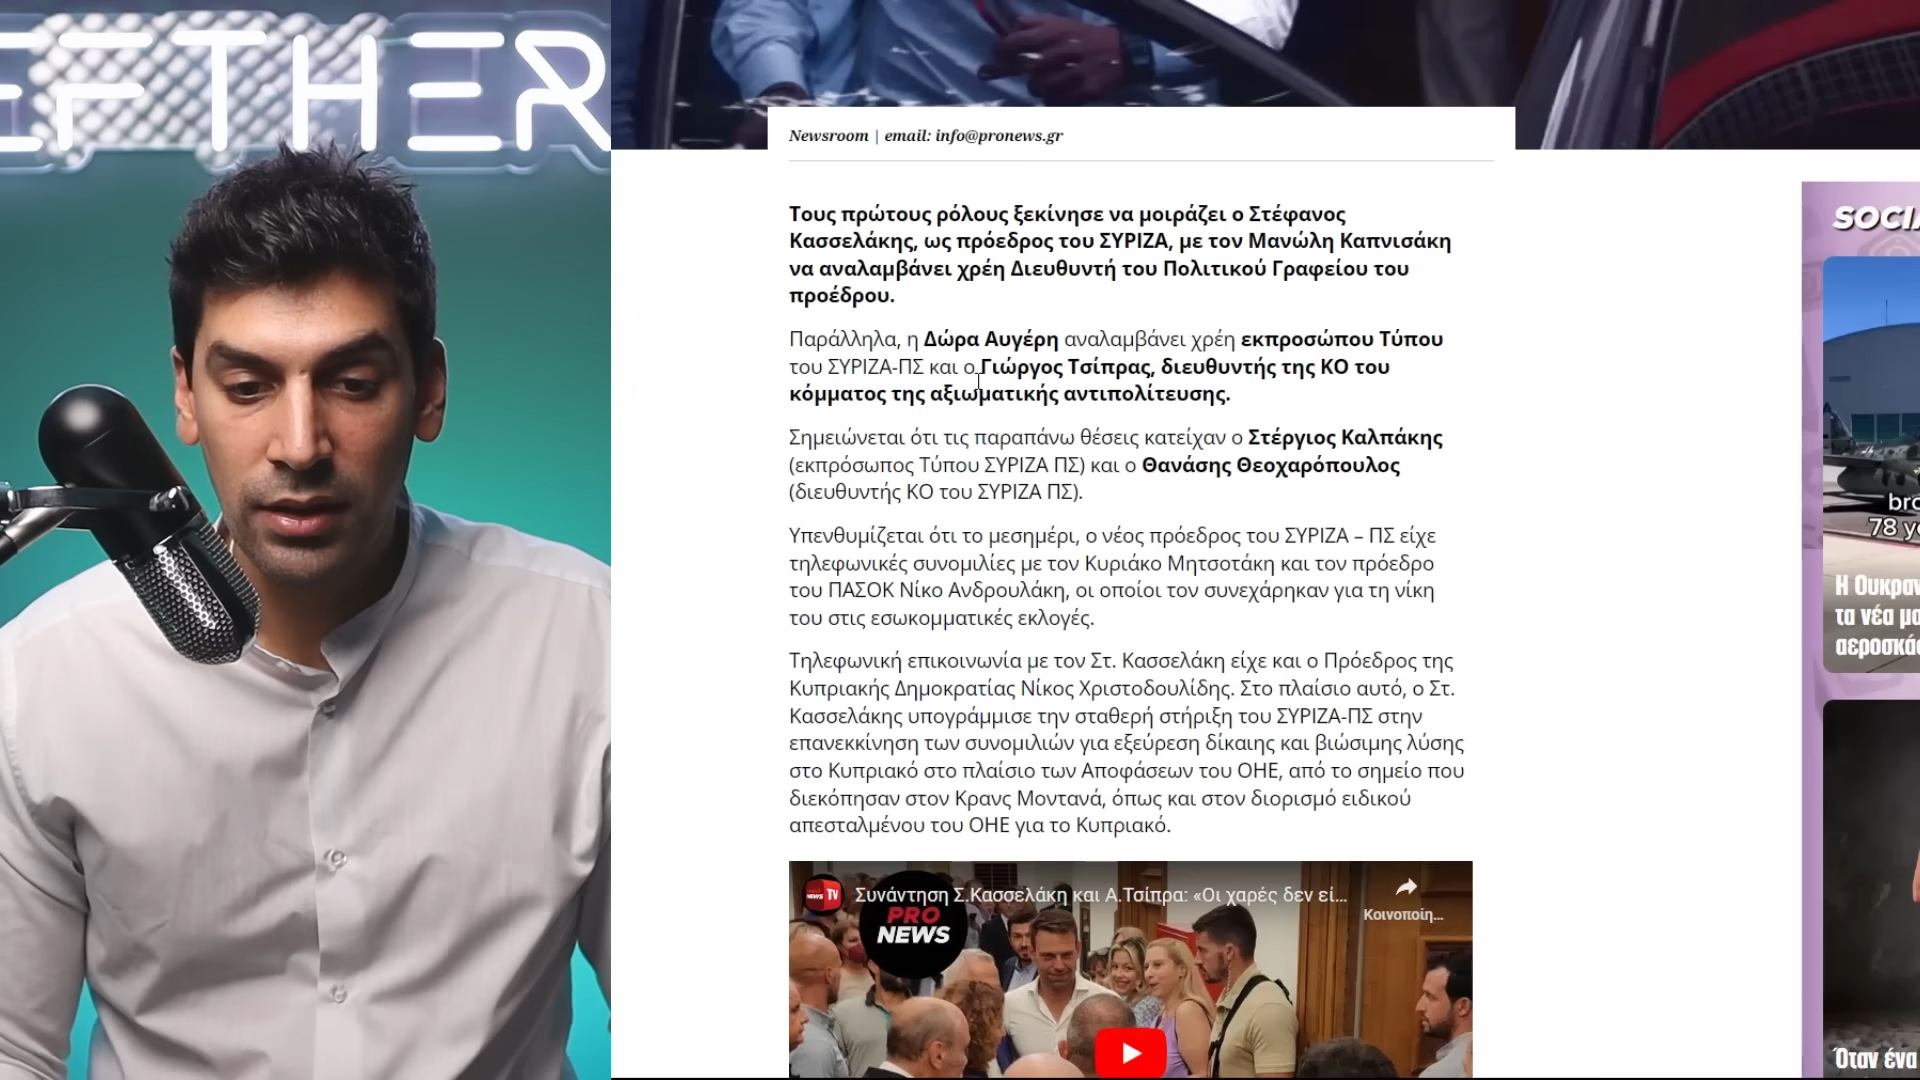 EFTHER
Newsroom | email: info@pronews.gr
Τους πρώτους ρόλους ξεκίνησε να μοιράζει ο Στέφανος
Κασσελάκης, ως πρόεδρος του ΣΥΡΙΖΑ, με τον Μανώλη Καπνισάκη
να αναλαμβάνει χρέη Διευθυντή του Πολιτικού Γραφείου του
προέδρου.
Παράλληλα, η Δώρα Αυγέρη αναλαμβάνει χρέη εκπροσώπου Τύπου
του ΣΥΡΙΖΑ-ΠΣ και ο Γιώργος Τσίπρας, διευθυντής της ΚΟ του
κόμματος της αξιωματικής αντιπολίτευσης.
Σημειώνεται ότι τις παραπάνω θέσεις κατείχαν ο Στέργιος Καλπάκης
(εκπρόσωπος Τύπου ΣΥΡΙΖΑ ΠΣ) και ο Θανάσης Θεοχαρόπουλος
(διευθυντής ΚΟ του ΣΥΡΙΖΑ ΠΣ).
Υπενθυμίζεται ότι το μεσημέρι, ο νέος πρόεδρος του ΣΥΡΙΖΑ – ΠΣ είχε
τηλεφωνικές συνομιλίες με τον Κυριάκο Μητσοτάκη και τον πρόεδρο
του ΠΑΣΟΚ Νίκο Ανδρουλάκη, οι οποίοι τον συνεχάρηκαν για τη νίκη
του στις εσωκομματικές εκλογές.
Τηλεφωνική επικοινωνία με τον Στ. Κασσελάκη είχε και ο Πρόεδρος της
Κυπριακής Δημοκρατίας Νίκος Χριστοδουλίδης. Στο πλαίσιο αυτό, ο Στ.
Κασσελάκης υπογράμμισε την σταθερή στήριξη του ΣΥΡΙΖΑ-ΠΣ στην
επανεκκίνηση των συνομιλιών για εξεύρεση δίκαιης και βιώσιμης λύσης
στο Κυπριακό στο πλαίσιο των Αποφάσεων του ΟΗΕ, από το σημείο που
διεκόπησαν στον Κρανς Μοντανά, όπως και στον διορισμό ειδικού
απεσταλμένου του ΟΗΕ για το Κυπριακό.
NEWS TV
Συνάντηση Σ.Κασσελάκη και Α.Τσίπρα: «Οι χαρές δεν εί...
Κοινοποίη...
PRO
NEWS
SOCI
bro
78 y
Η Ουκραν
τα νέα μα
αεροσκά
Όταν ένα